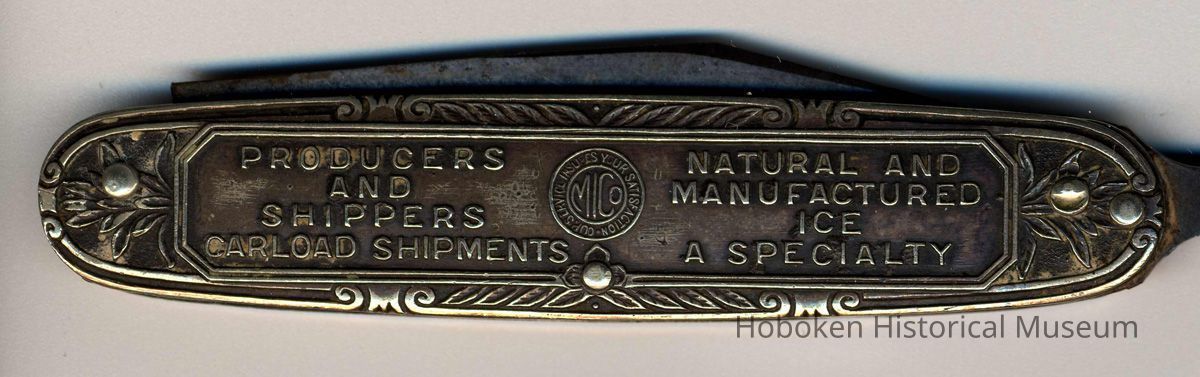 PRODUCERS
AND
SHIPPERS
CARLOAD SHIPMENTS
MICo
NATURAL AND
MANUFACTURED
ICE
A SPECIALTY
Hoboken Historical Museum